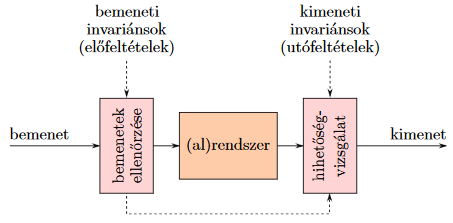 bemeneti
invariánsok
(előfeltételek)
kimeneti
invariánsok
(utófeltételek)
bemenet
bemenetek
ellenőrzése
(al)rendszer
hihetőség-
vizsgálat
kimenet